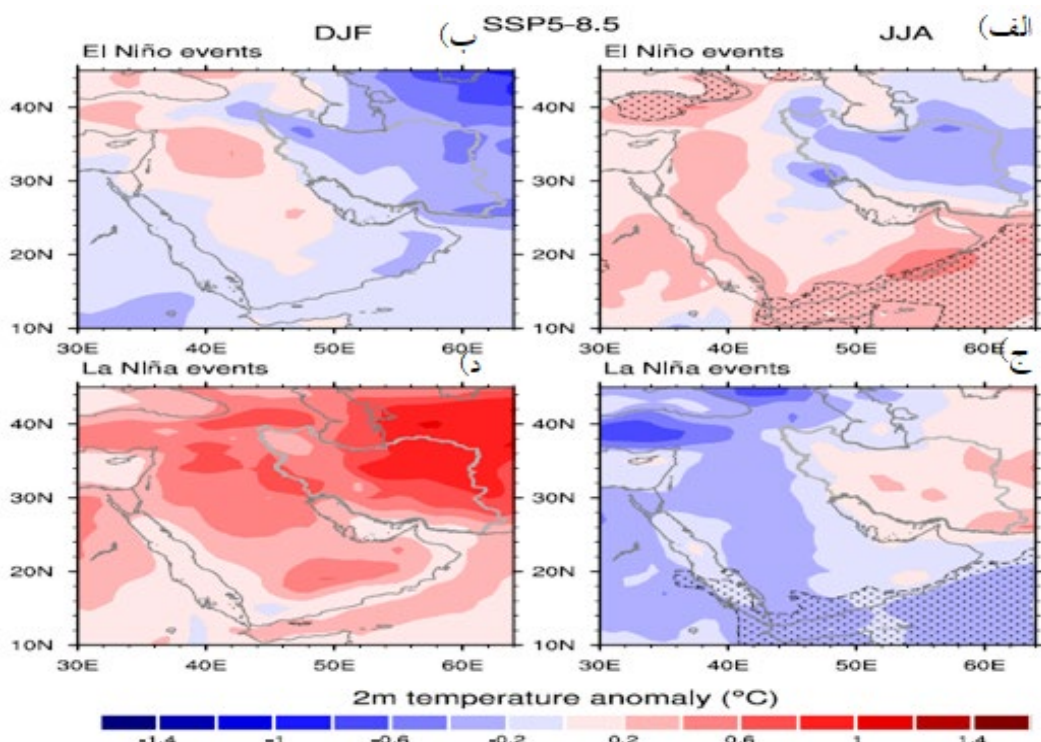 SSP5-8.5
DJF
ب)
JJA
الف)
El Niño events
El Niño events
40N
30N
20N
10N
30E 40E 50E 60E
40N
30N
20N
10N
30E 40E 50E 60E
د)
ج)
La Niña events
La Niña events
40N
30N
20N
10N
30E 40E 50E 60E
40N
30N
20N
10N
30E 40E 50E 60E
2m temperature anomaly (°C)
-1.4 -1 -0.6 -0.2 0.2 0.6 1 1.4